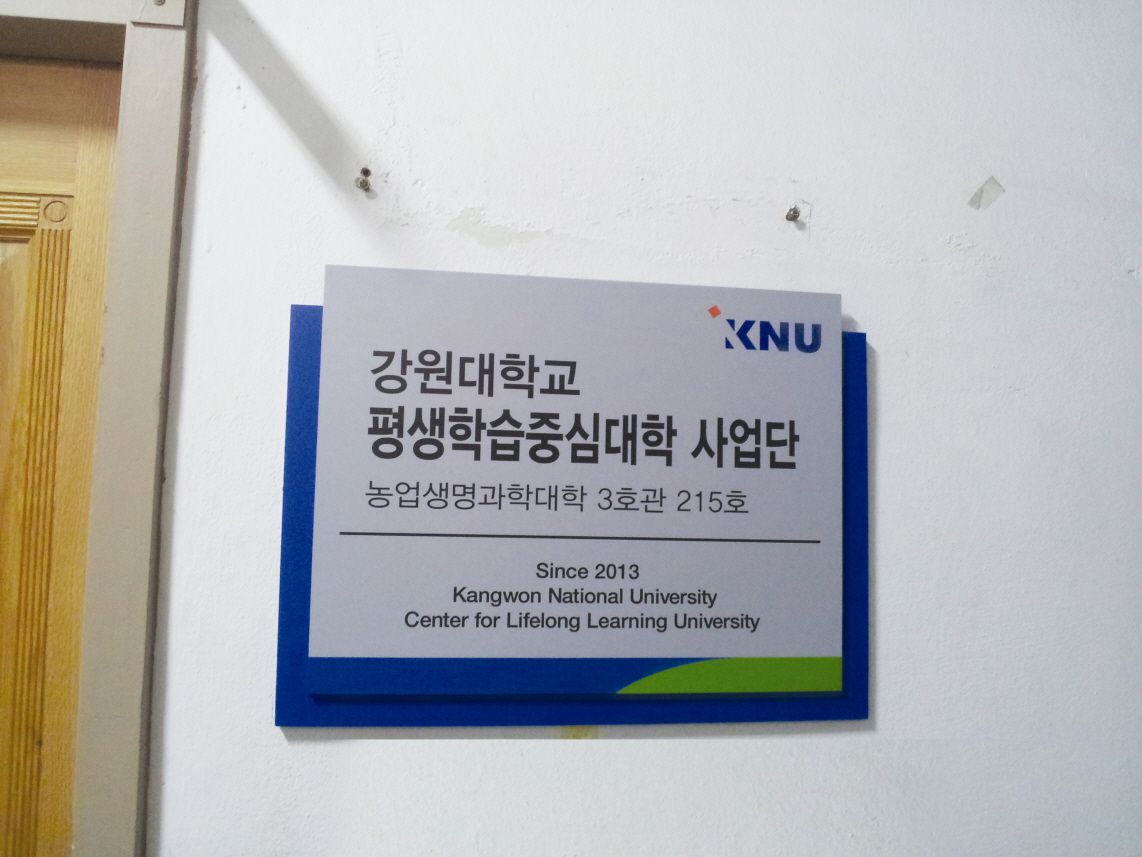 KNU
강원대학교
평생학습중심대학 사업단
농업생명과학대학 3호관 215호
Since 2013
Kangwon National University
Center for Lifelong Learning University